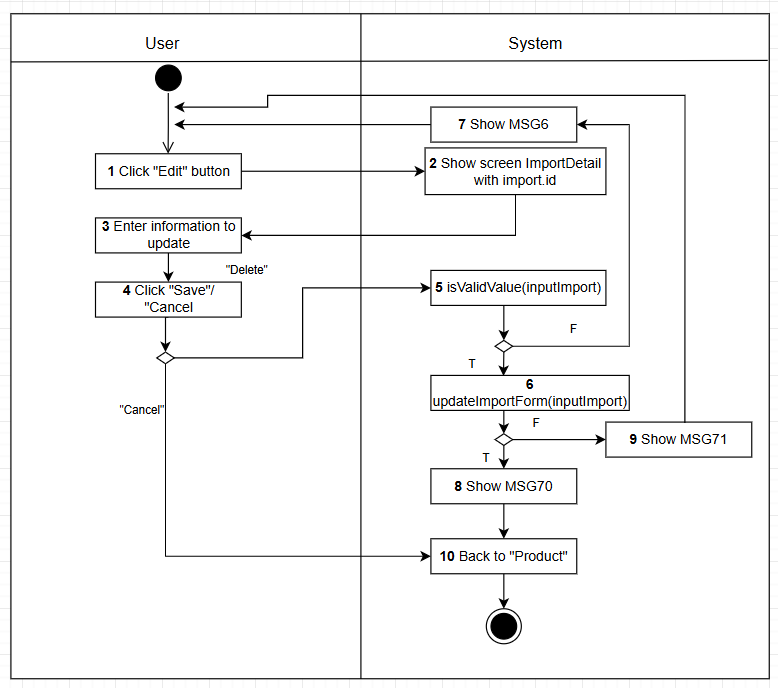 User
System
7 Show MSG6
1 Click "Edit" button
2 Show screen ImportDetail
with import.id
3 Enter information to
update
"Delete"
4 Click "Save"/
"Cancel
5 isValidValue(inputImport)
F
T
6
updateImportForm(inputImport)
"Cancel"
F
9 Show MSG71
T
8 Show MSG70
10 Back to "Product"